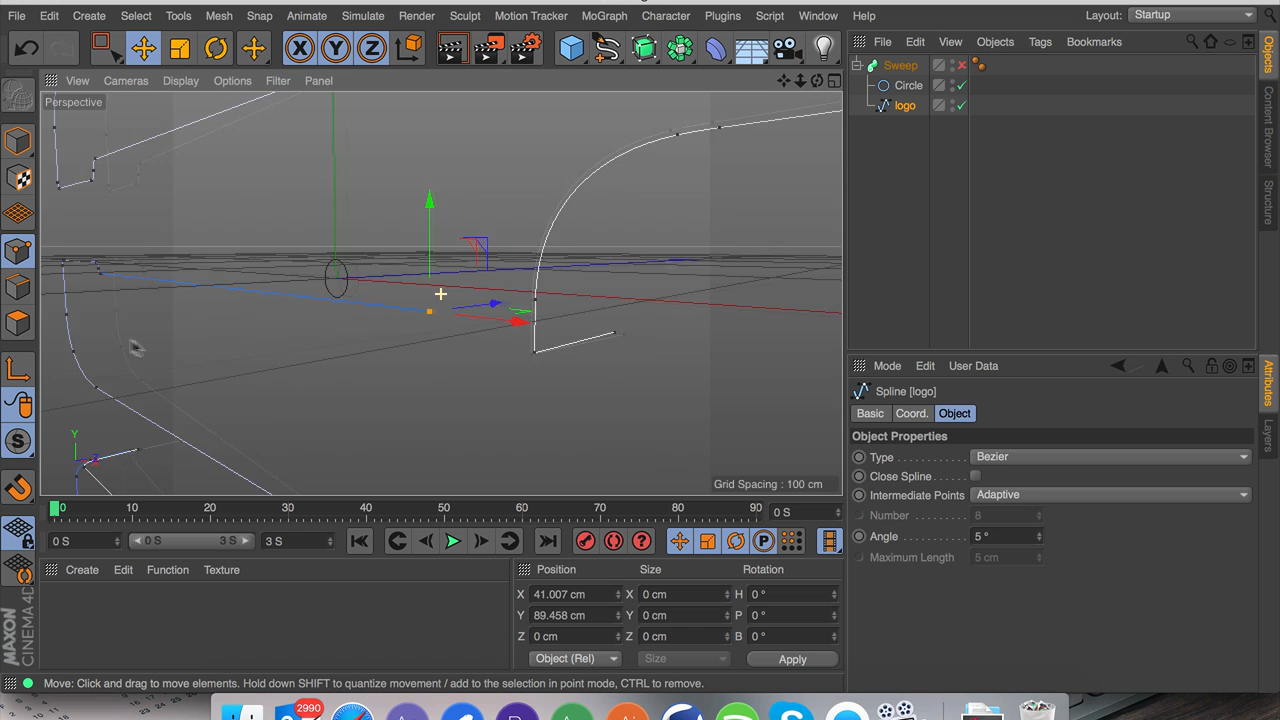 File Edit Create Select Tools Mesh Snap Animate Simulate Render Sculpt Motion Tracker MoGraph Character Plugins Script Window Help Layout: Startup
X Y Z
File Edit View Objects Tags Bookmarks
View Cameras Display Options Filter Panel
Perspective
Sweep
Circle
logo
Objects
Content Browser
Structure
Mode Edit User Data
Spline [logo]
Basic Coord. Object
Object Properties
Type Bezier
Close Spline
Intermediate Points Adaptive
Number 8
Angle 5 °
Maximum Length 5 cm
Attributes
Layers
Y
Z
Grid Spacing : 100 cm
0 10 20 30 40 50 60 70 80 90 0 S
0 S 0 S 3 S 3 S
P
S
Create Edit Function Texture
Position Size Rotation
X 41.007 cm X 0 cm H 0 °
Y 89.458 cm Y 0 cm P 0 °
Z 0 cm Z 0 cm B 0 °
Object (Rel) Size Apply
MAXON
CINEMA 4D
Move: Click and drag to move elements. Hold down SHIFT to quantize movement / add to the selection in point mode, CTRL to remove.
2990